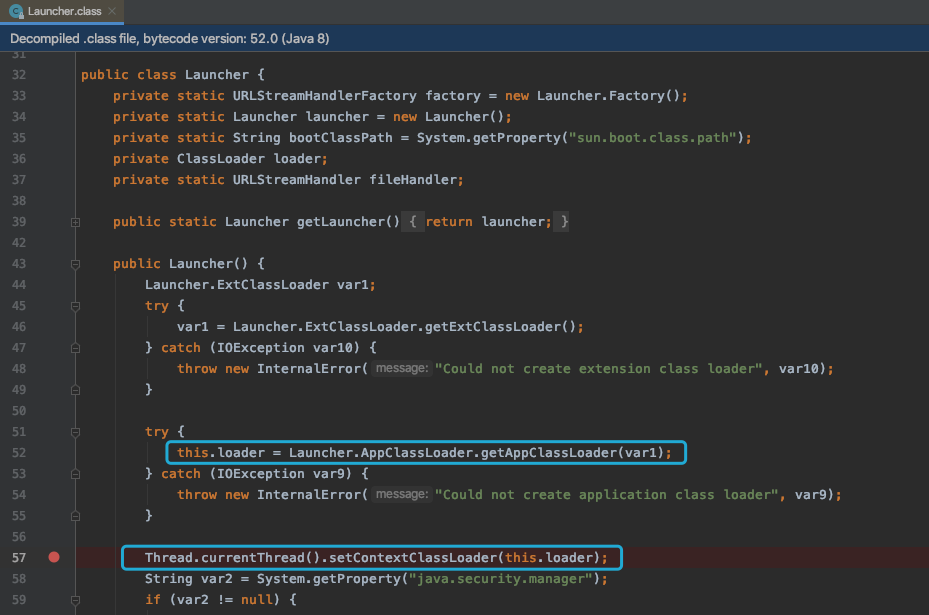 Launcher.class
Decompiled .class file, bytecode version: 52.0 (Java 8)
31
32 public class Launcher {
33 private static URLStreamHandlerFactory factory = new Launcher.Factory();
34 private static Launcher launcher = new Launcher();
35 private static String bootClassPath = System.getProperty("sun.boot.class.path");
36 private ClassLoader loader;
37 private static URLStreamHandler fileHandler;
38
39 public static Launcher getLauncher() { return launcher; }
42
43 public Launcher() {
44 Launcher.ExtClassLoader var1;
45 try {
46 var1 = Launcher.ExtClassLoader.getExtClassLoader();
47 } catch (IOException var10) {
48 throw new InternalError( message: "Could not create extension class loader", var10);
49 }
50
51 try {
52 this.loader = Launcher.AppClassLoader.getAppClassLoader(var1);
53 } catch (IOException var9) {
54 throw new InternalError( message: "Could not create application class loader", var9);
55 }
56
57 Thread.currentThread().setContextClassLoader(this.loader);
58 String var2 = System.getProperty("java.security.manager");
59 if (var2 != null) {